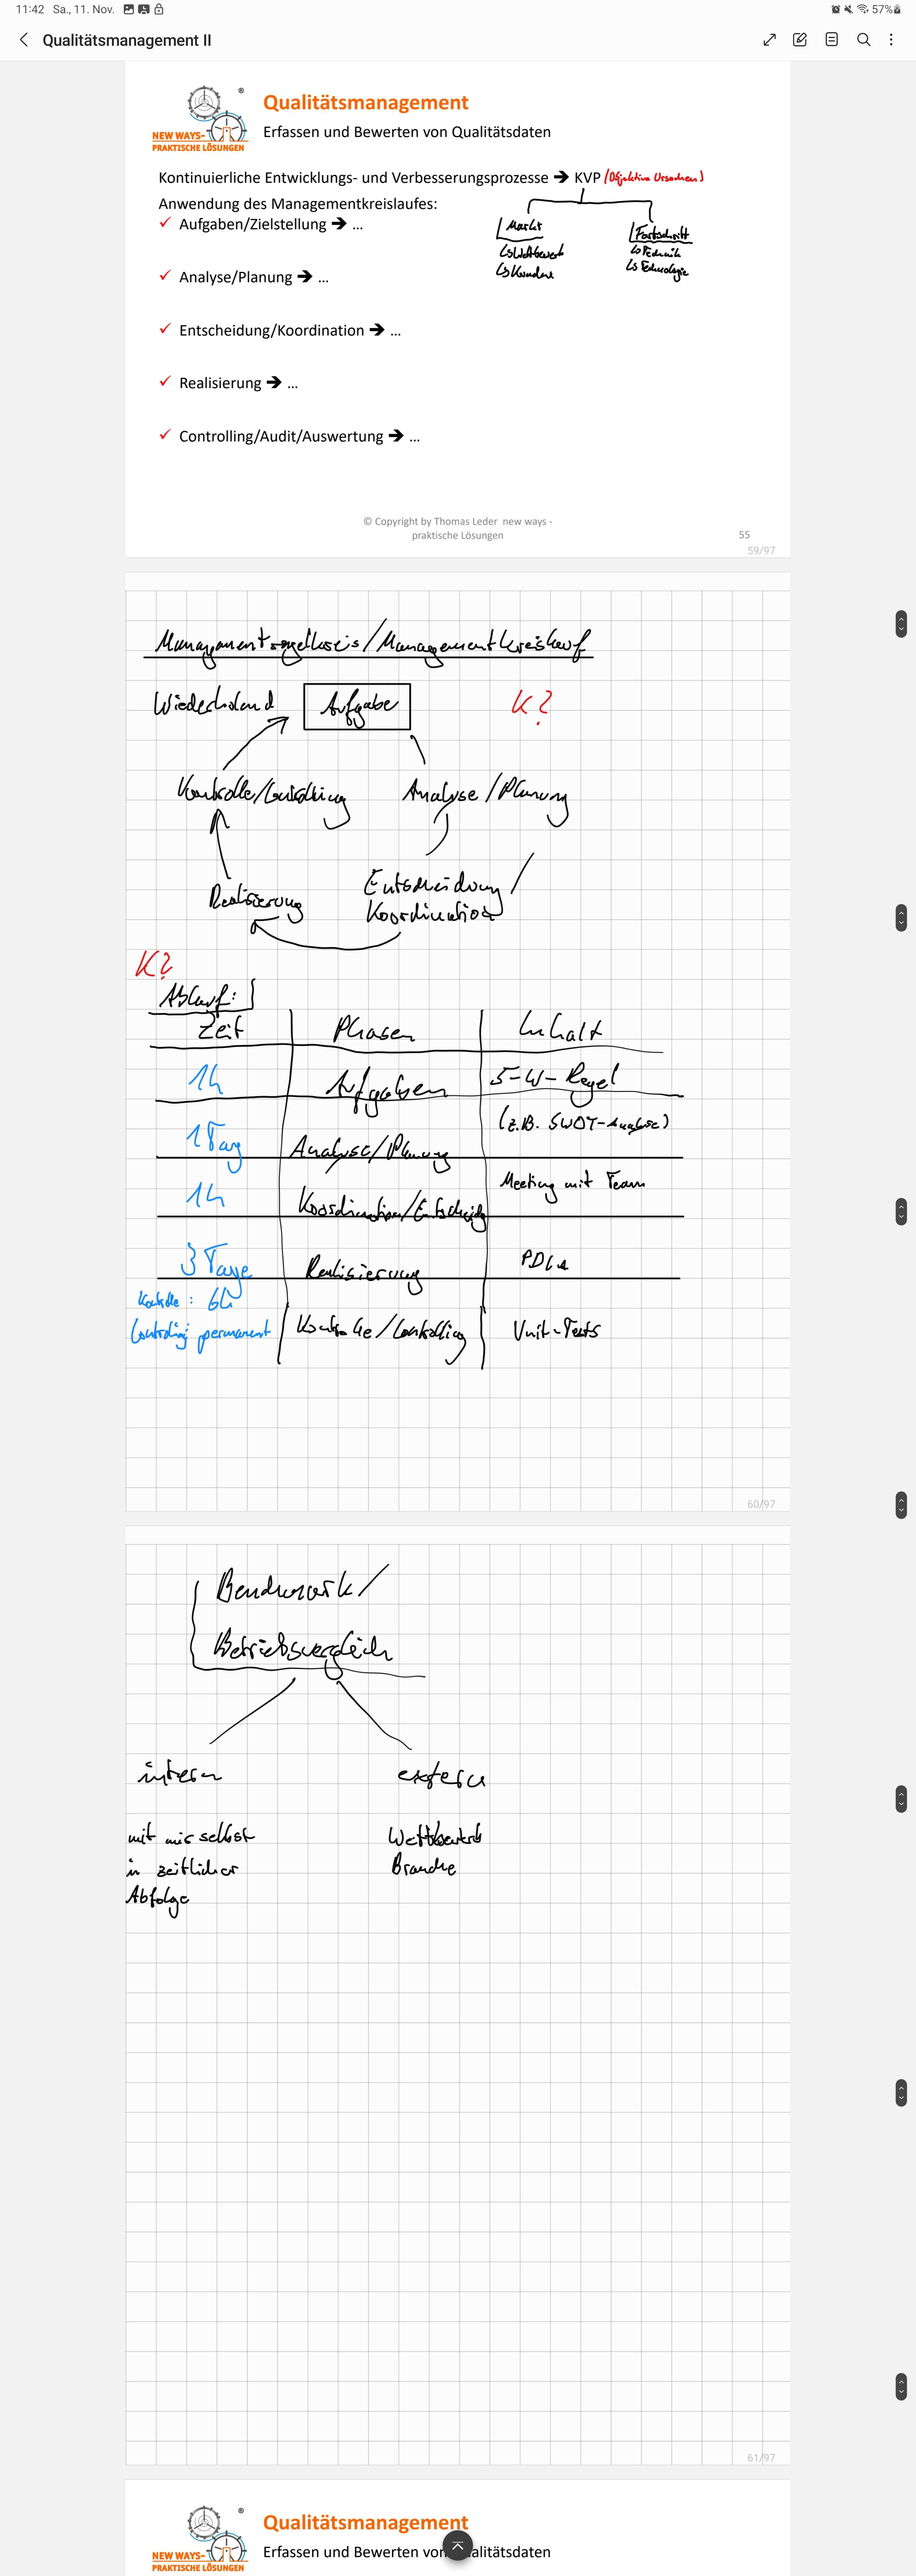 11:42 Sa., 11. Nov.
57%
Qualitätsmanagement II
®
NEW WAYS-
PRAKTISCHE LÖSUNGEN
Qualitätsmanagement
Erfassen und Bewerten von Qualitätsdaten
Kontinuierliche Entwicklungs- und Verbesserungsprozesse → KVP (Objektive Ursachen)
Anwendung des Managementkreislaufes:
✓ Aufgaben/Zielstellung → ...
Markt
↳ Wettbewerb
↳ Kunden
Fortschritt
↳ Technik
↳ Technologie
✓ Analyse/Planung → ...
✓ Entscheidung/Koordination → ...
✓ Realisierung → ...
✓ Controlling/Audit/Auswertung → ...
© Copyright by Thomas Leder new ways -
praktische Lösungen
55
59/97
Managementregelkreis/Managementkreislauf
Wiederholend Aufgabe K?
Kontrolle/Controlling Analyse/Planung
Realisierung Entscheidung/
Koordination
K?
Ablauf:
Zeit Phasen Inhalt
1h Aufgaben 5-W-Regel
1 Tag Analyse/Planung (z.B. SWOT-Analyse)
1h Koordination/Entscheidg Meeting mit Team
3 Tage Realisierung PDCA
Kontrolle: 6h
Controlling permanent Kontrolle/Controlling Unit-Tests
60/97
Benchmark/
Betriebsvergleich
intern extern
mit mir selbst
in zeitlicher
Abfolge
Wettbewerb
Branche
61/97
®
NEW WAYS-
PRAKTISCHE LÖSUNGEN
Qualitätsmanagement
Erfassen und Bewerten von alitätsdaten